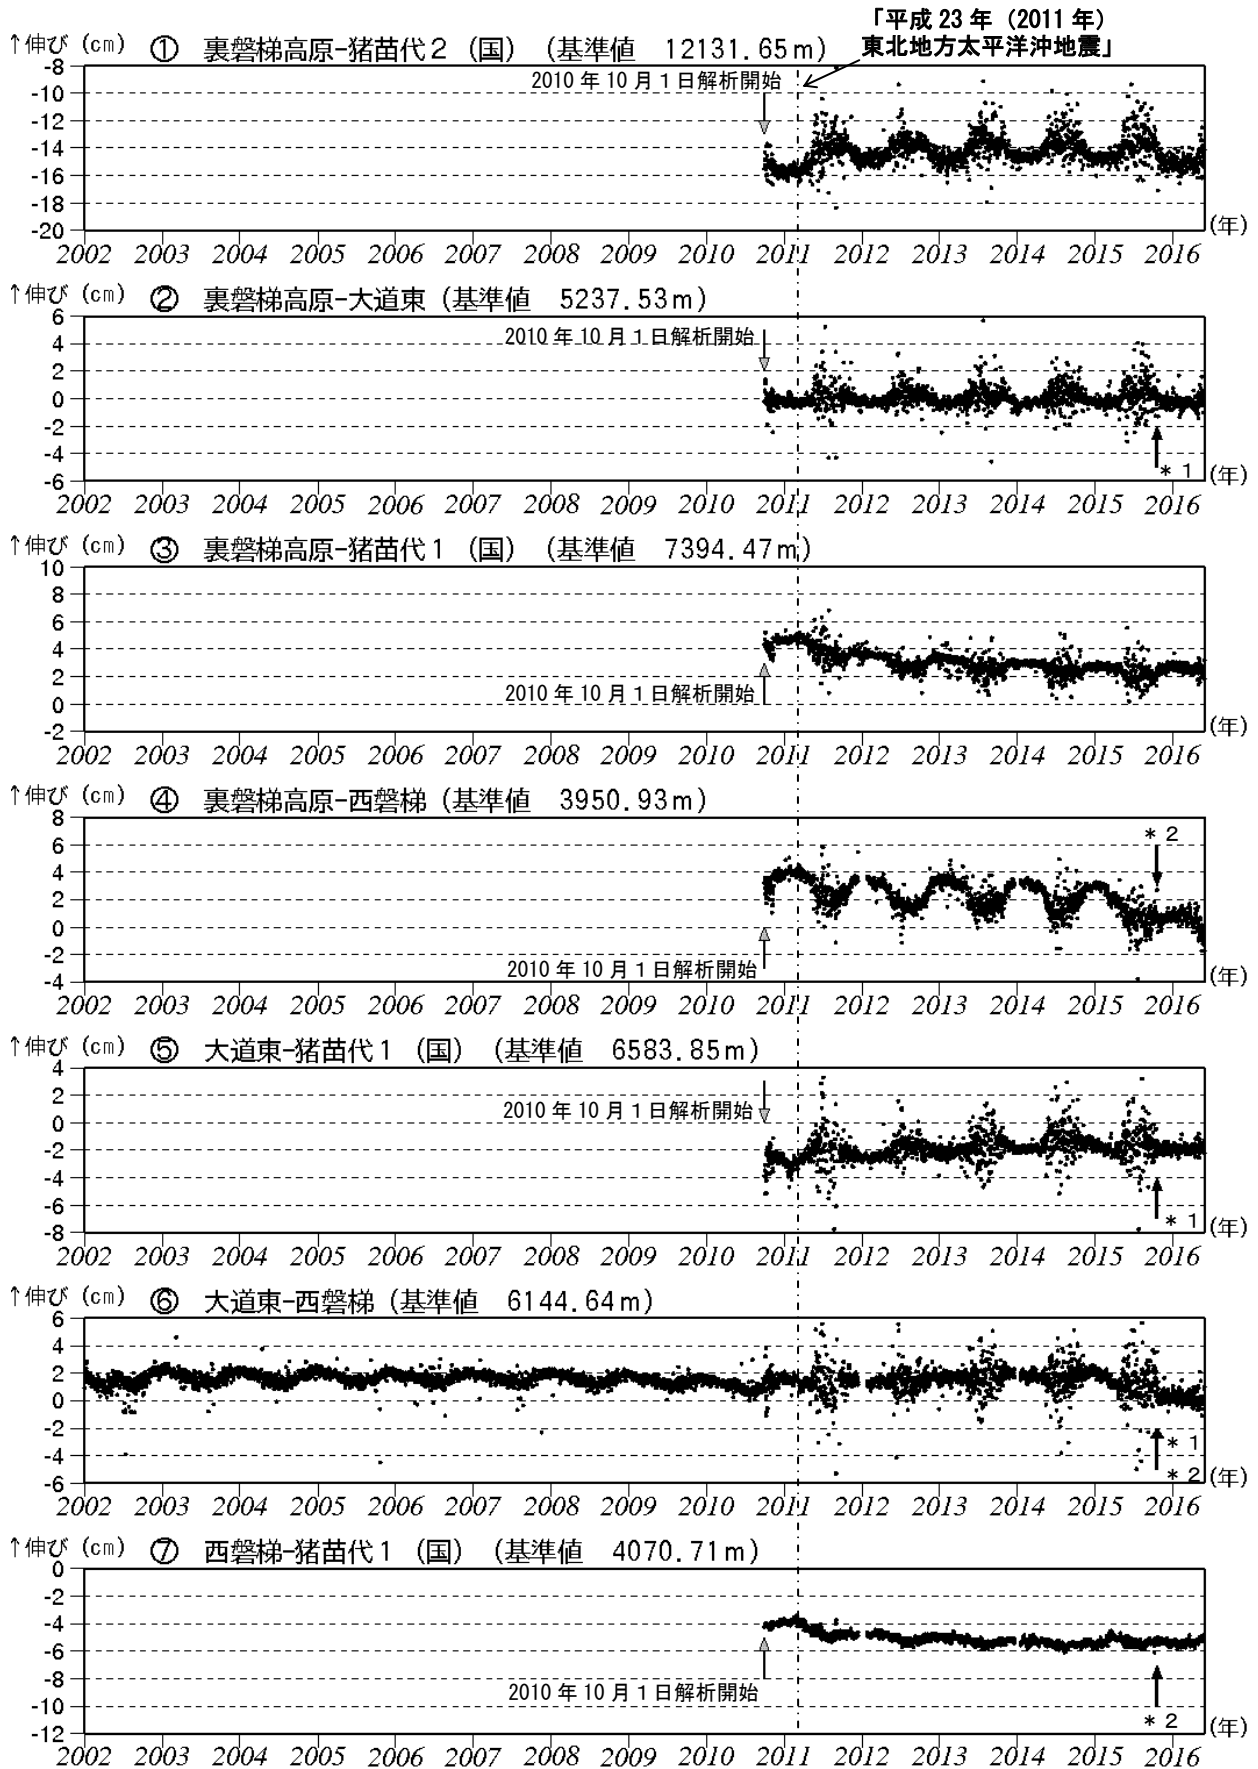 「平成 23 年（2011 年）
東北地方太平洋沖地震」
↑伸び (cm) ① 裏磐梯高原-猪苗代2 （国） （基準値 12131.65m）
2010 年 10 月 1 日解析開始
-8
-10
-12
-14
-16
-18
-20
(年)
2002 2003 2004 2005 2006 2007 2008 2009 2010 2011 2012 2013 2014 2015 2016
↑伸び (cm) ② 裏磐梯高原-大道東（基準値 5237.53m）
2010 年 10 月 1 日解析開始
6
4
2
0
-2
-4
-6
＊1
(年)
2002 2003 2004 2005 2006 2007 2008 2009 2010 2011 2012 2013 2014 2015 2016
↑伸び (cm) ③ 裏磐梯高原-猪苗代1 （国） （基準値 7394.47m）
10
8
6
4
2
0
-2
2010 年 10 月 1 日解析開始
(年)
2002 2003 2004 2005 2006 2007 2008 2009 2010 2011 2012 2013 2014 2015 2016
↑伸び (cm) ④ 裏磐梯高原-西磐梯（基準値 3950.93m）
8
6
4
2
0
-2
-4
＊2
2010 年 10 月 1 日解析開始
(年)
2002 2003 2004 2005 2006 2007 2008 2009 2010 2011 2012 2013 2014 2015 2016
↑伸び (cm) ⑤ 大道東-猪苗代1 （国） （基準値 6583.85m）
4
2
0
-2
-4
-6
-8
2010 年 10 月 1 日解析開始
＊1
(年)
2002 2003 2004 2005 2006 2007 2008 2009 2010 2011 2012 2013 2014 2015 2016
↑伸び (cm) ⑥ 大道東-西磐梯（基準値 6144.64m）
6
4
2
0
-2
-4
-6
＊1
＊2
(年)
2002 2003 2004 2005 2006 2007 2008 2009 2010 2011 2012 2013 2014 2015 2016
↑伸び (cm) ⑦ 西磐梯-猪苗代1 （国） （基準値 4070.71m）
0
-2
-4
-6
-8
-10
-12
2010 年 10 月 1 日解析開始
＊2
(年)
2002 2003 2004 2005 2006 2007 2008 2009 2010 2011 2012 2013 2014 2015 2016